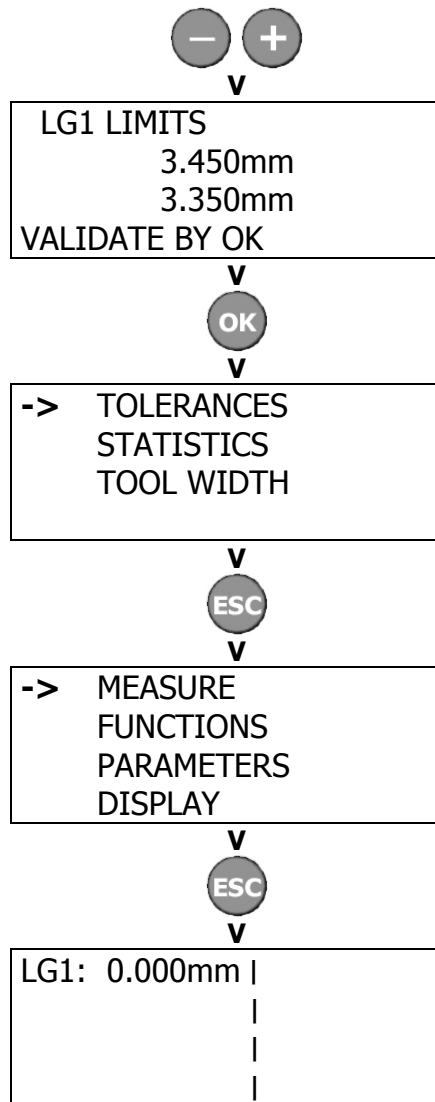 − +
v
LG1 LIMITS
3.450mm
3.350mm
VALIDATE BY OK
v
OK
v
-> TOLERANCES
STATISTICS
TOOL WIDTH
v
ESC
v
-> MEASURE
FUNCTIONS
PARAMETERS
DISPLAY
v
ESC
v
LG1: 0.000mm |
|
|
|